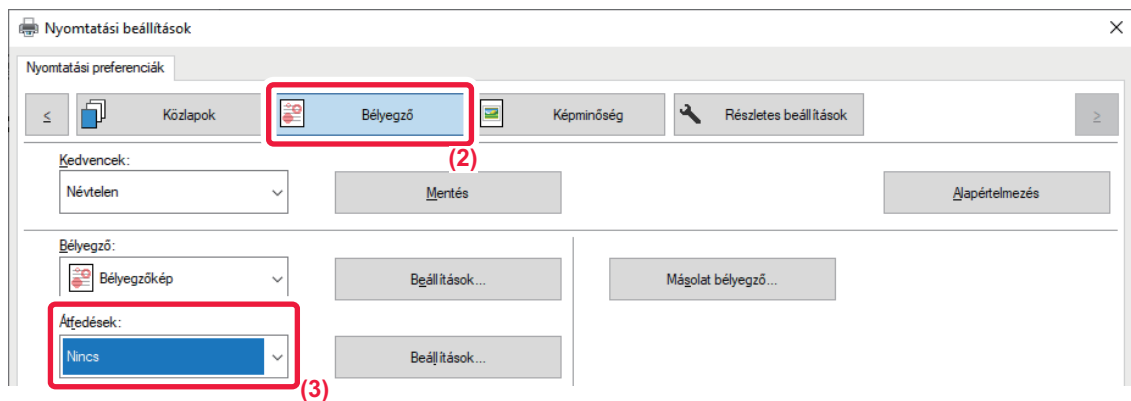 Nyomtatási beállítások
Nyomtatási preferenciák
< Közlapok Bélyegző Képminőség Részletes beállítások >
(2)
Kedvencek:
Névtelen Mentés Alapértelmezés
Bélyegző:
Bélyegzőkép Beállítások... Másolat bélyegző...
Átfedések:
Nincs Beállítások...
(3)